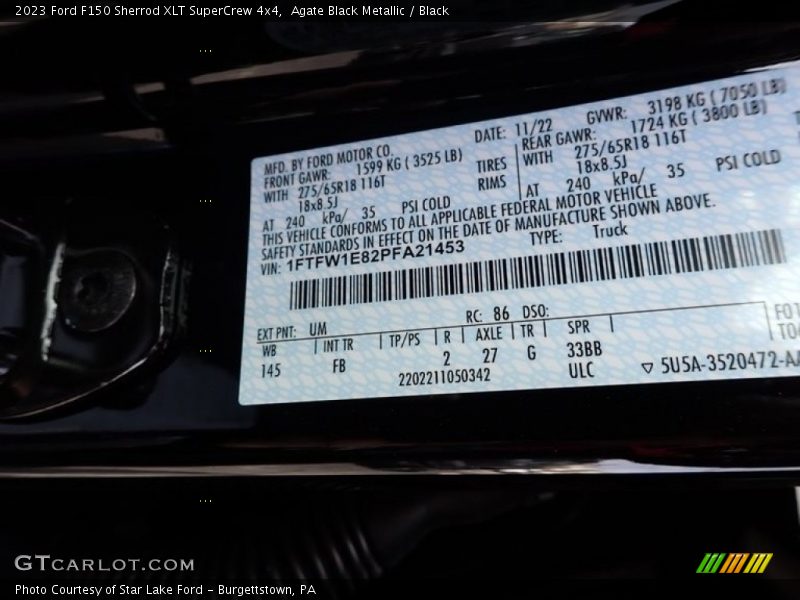 2023 Ford F150 Sherrod XLT SuperCrew 4x4, Agate Black Metallic / Black
MFD. BY FORD MOTOR CO.
DATE: 11/22 GVWR: 3198 KG ( 7050 LB)
FRONT GAWR: 1599 KG ( 3525 LB) REAR GAWR: 1724 KG ( 3800 LB)
WITH 275/65R18 116T TIRES WITH 275/65R18 116T
18x8.5J RIMS 18x8.5J
AT 240 kPa/ 35 PSI COLD AT 240 kPa/ 35 PSI COLD
THIS VEHICLE CONFORMS TO ALL APPLICABLE FEDERAL MOTOR VEHICLE
SAFETY STANDARDS IN EFFECT ON THE DATE OF MANUFACTURE SHOWN ABOVE.
VIN: 1FTFW1E82PFA21453 TYPE: Truck
EXT PNT: UM RC: 86 DSO:
WB INT TR TP/PS R AXLE TR SPR
145 FB 2 27 G 33BB
2202211050342 ULC ▽ 5U5A-3520472-AA
GTCARLOT.COM
Photo Courtesy of Star Lake Ford - Burgettstown, PA